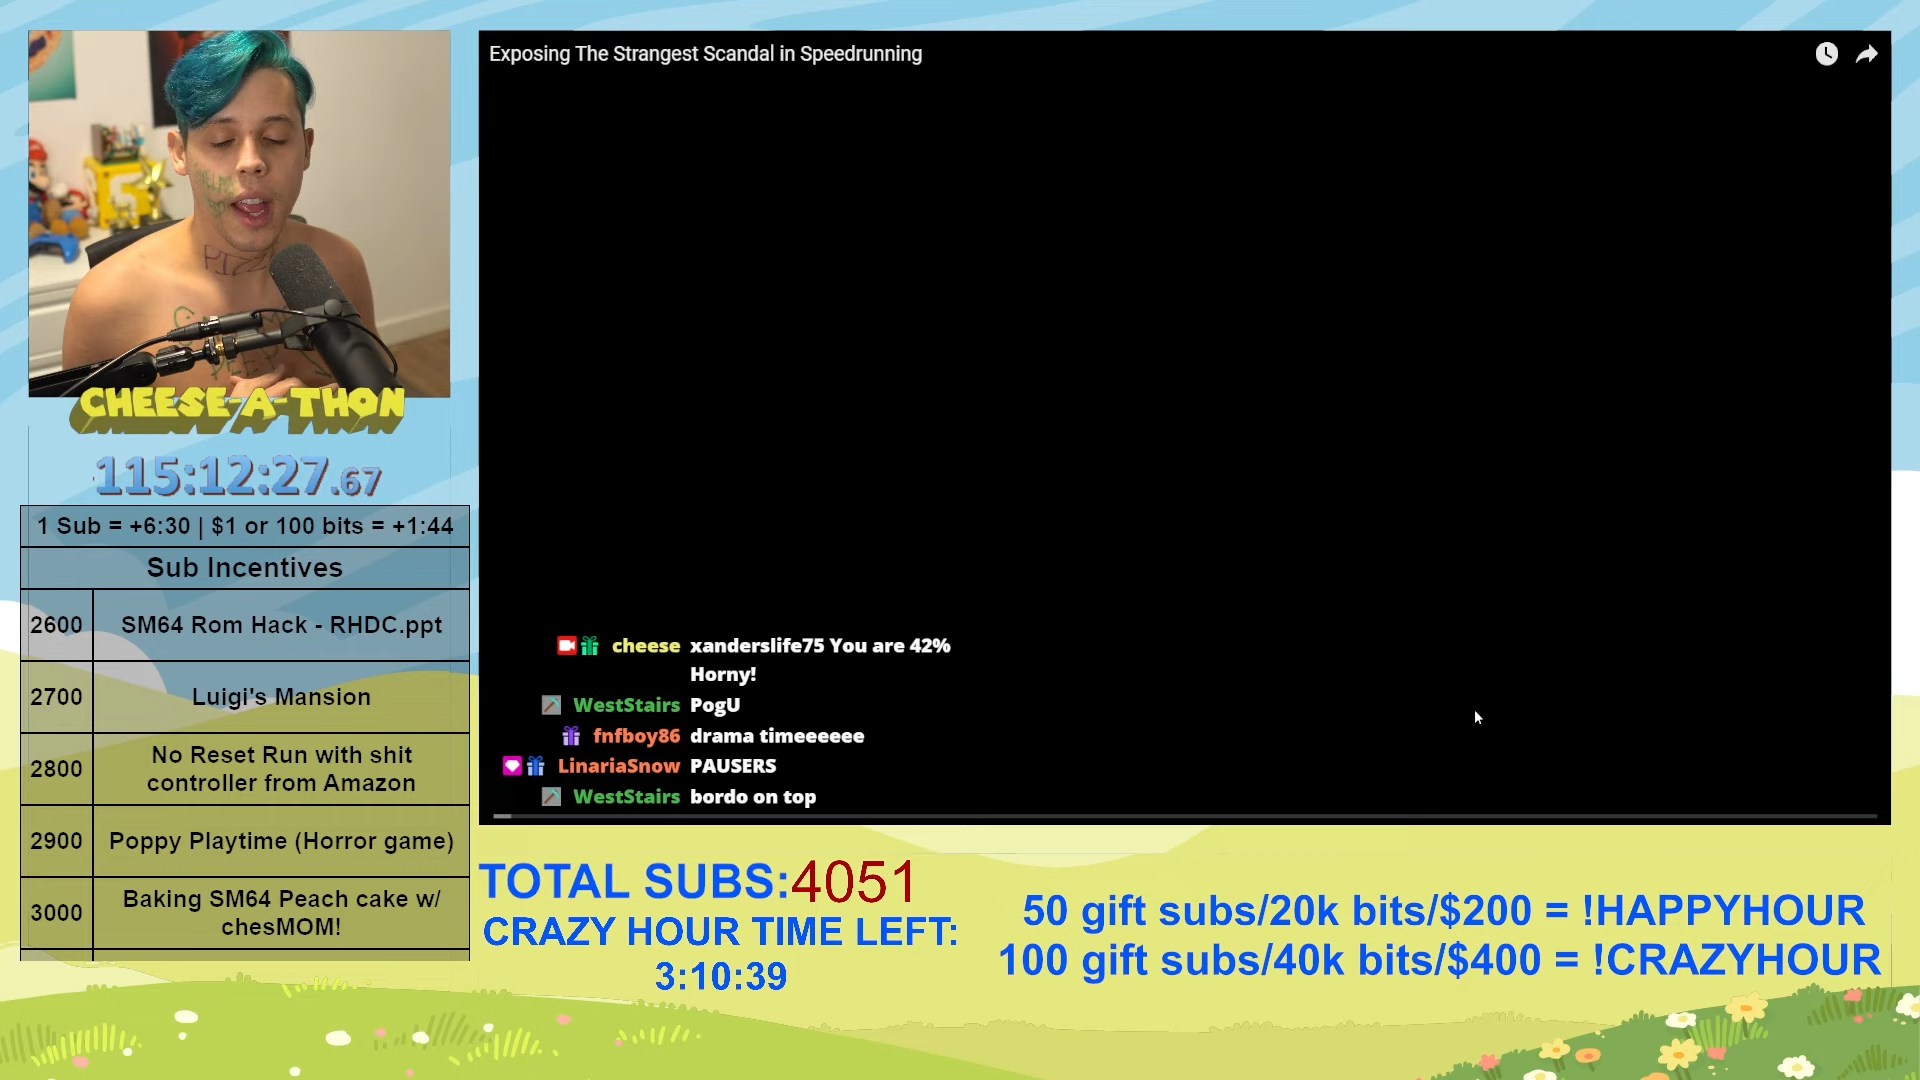 Exposing The Strangest Scandal in Speedrunning
CHEESE-A-THON
115:12:27.67
1 Sub = +6:30 | $1 or 100 bits = +1:44
Sub Incentives
2600 SM64 Rom Hack - RHDC.ppt
2700 Luigi's Mansion
2800 No Reset Run with shit
controller from Amazon
2900 Poppy Playtime (Horror game)
3000 Baking SM64 Peach cake w/
chesMOM!
cheese xanderslife75 You are 42%
Horny!
WestStairs PogU
fnfboy86 drama timeeeeee
LinariaSnow PAUSERS
WestStairs bordo on top
TOTAL SUBS:4051
CRAZY HOUR TIME LEFT:
3:10:39
50 gift subs/20k bits/$200 = !HAPPYHOUR
100 gift subs/40k bits/$400 = !CRAZYHOUR